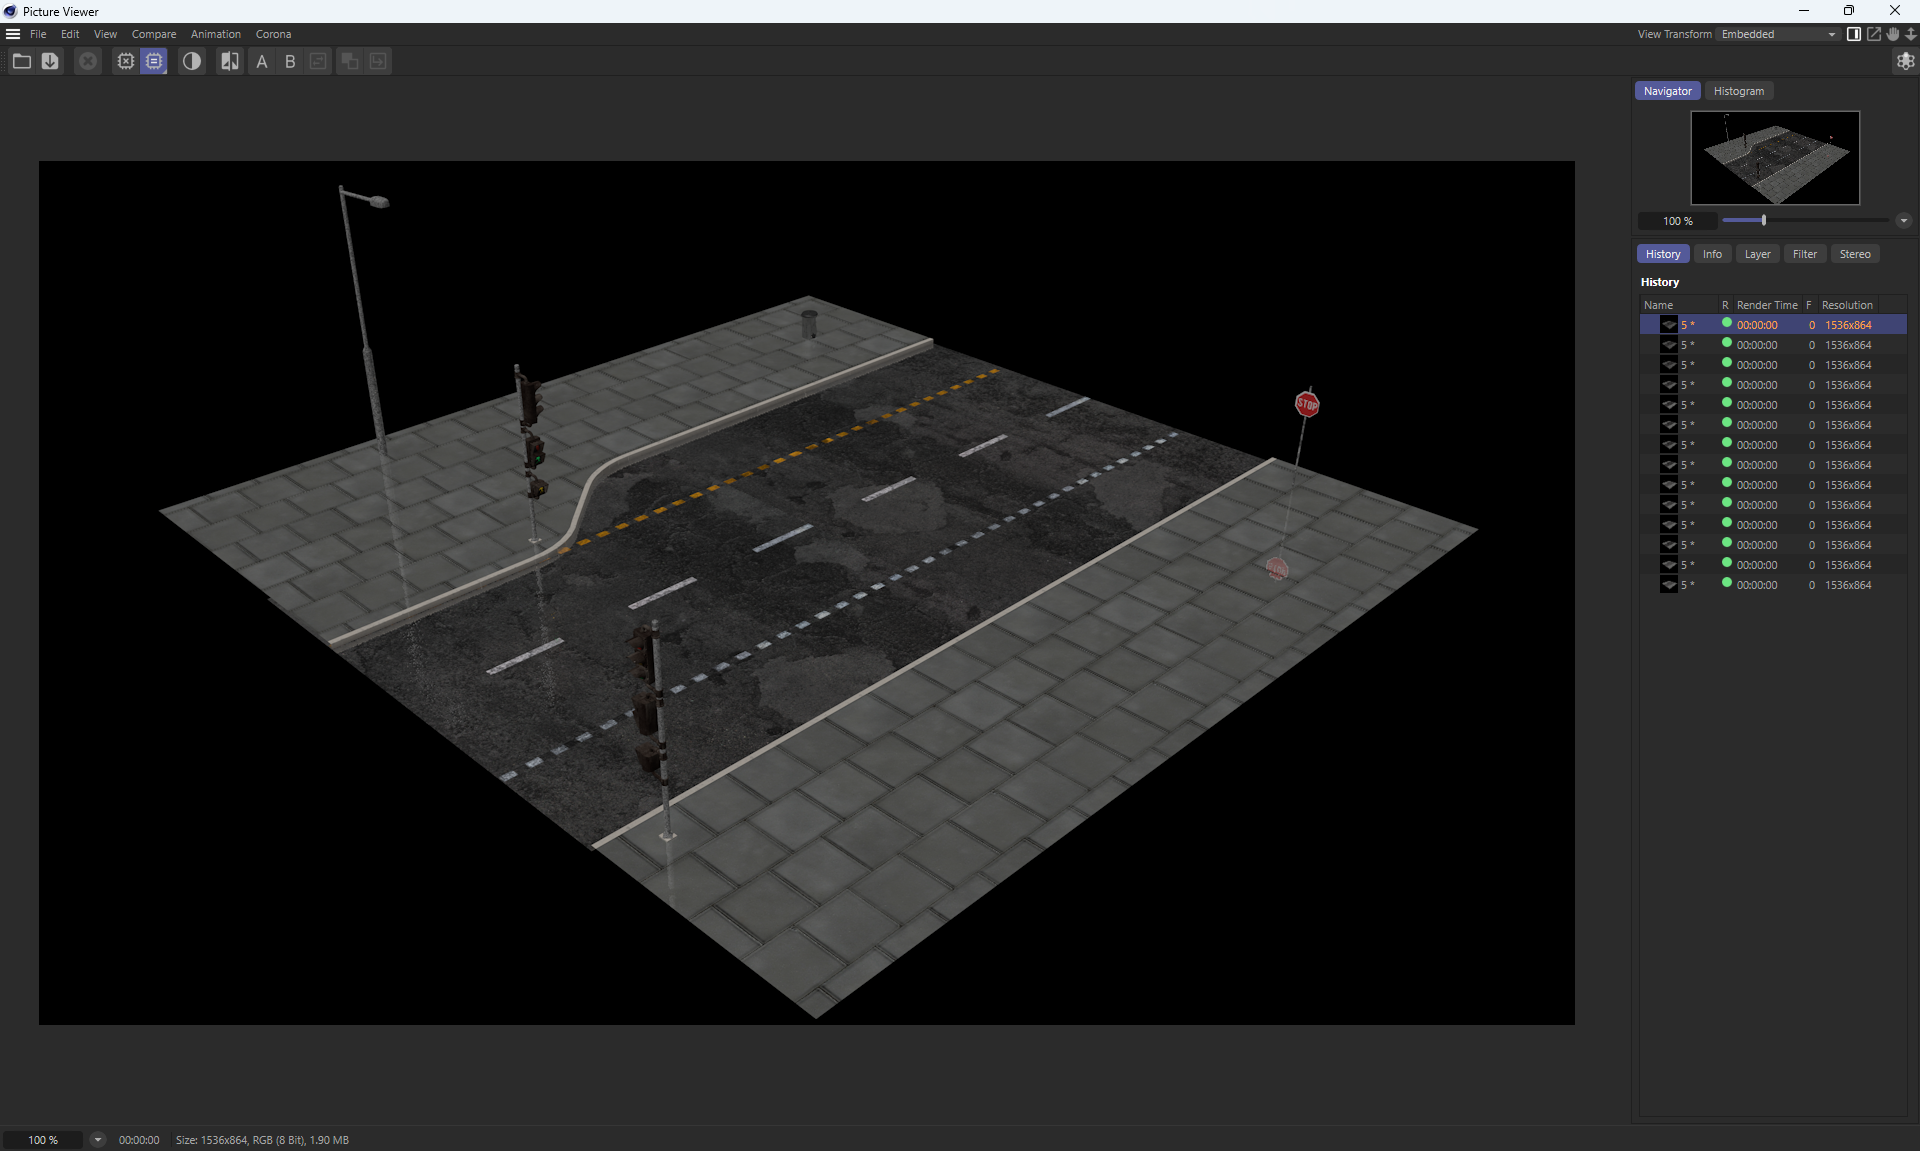 Picture Viewer
File Edit View Compare Animation Corona
View Transform Embedded
A B
Navigator Histogram
100 %
History Info Layer Filter Stereo
History
Name R Render Time F Resolution
5 * 00:00:00 0 1536x864
5 * 00:00:00 0 1536x864
5 * 00:00:00 0 1536x864
5 * 00:00:00 0 1536x864
5 * 00:00:00 0 1536x864
5 * 00:00:00 0 1536x864
5 * 00:00:00 0 1536x864
5 * 00:00:00 0 1536x864
5 * 00:00:00 0 1536x864
5 * 00:00:00 0 1536x864
5 * 00:00:00 0 1536x864
5 * 00:00:00 0 1536x864
5 * 00:00:00 0 1536x864
5 * 00:00:00 0 1536x864
STOP
100 % 00:00:00 Size: 1536x864, RGB (8 Bit), 1.90 MB